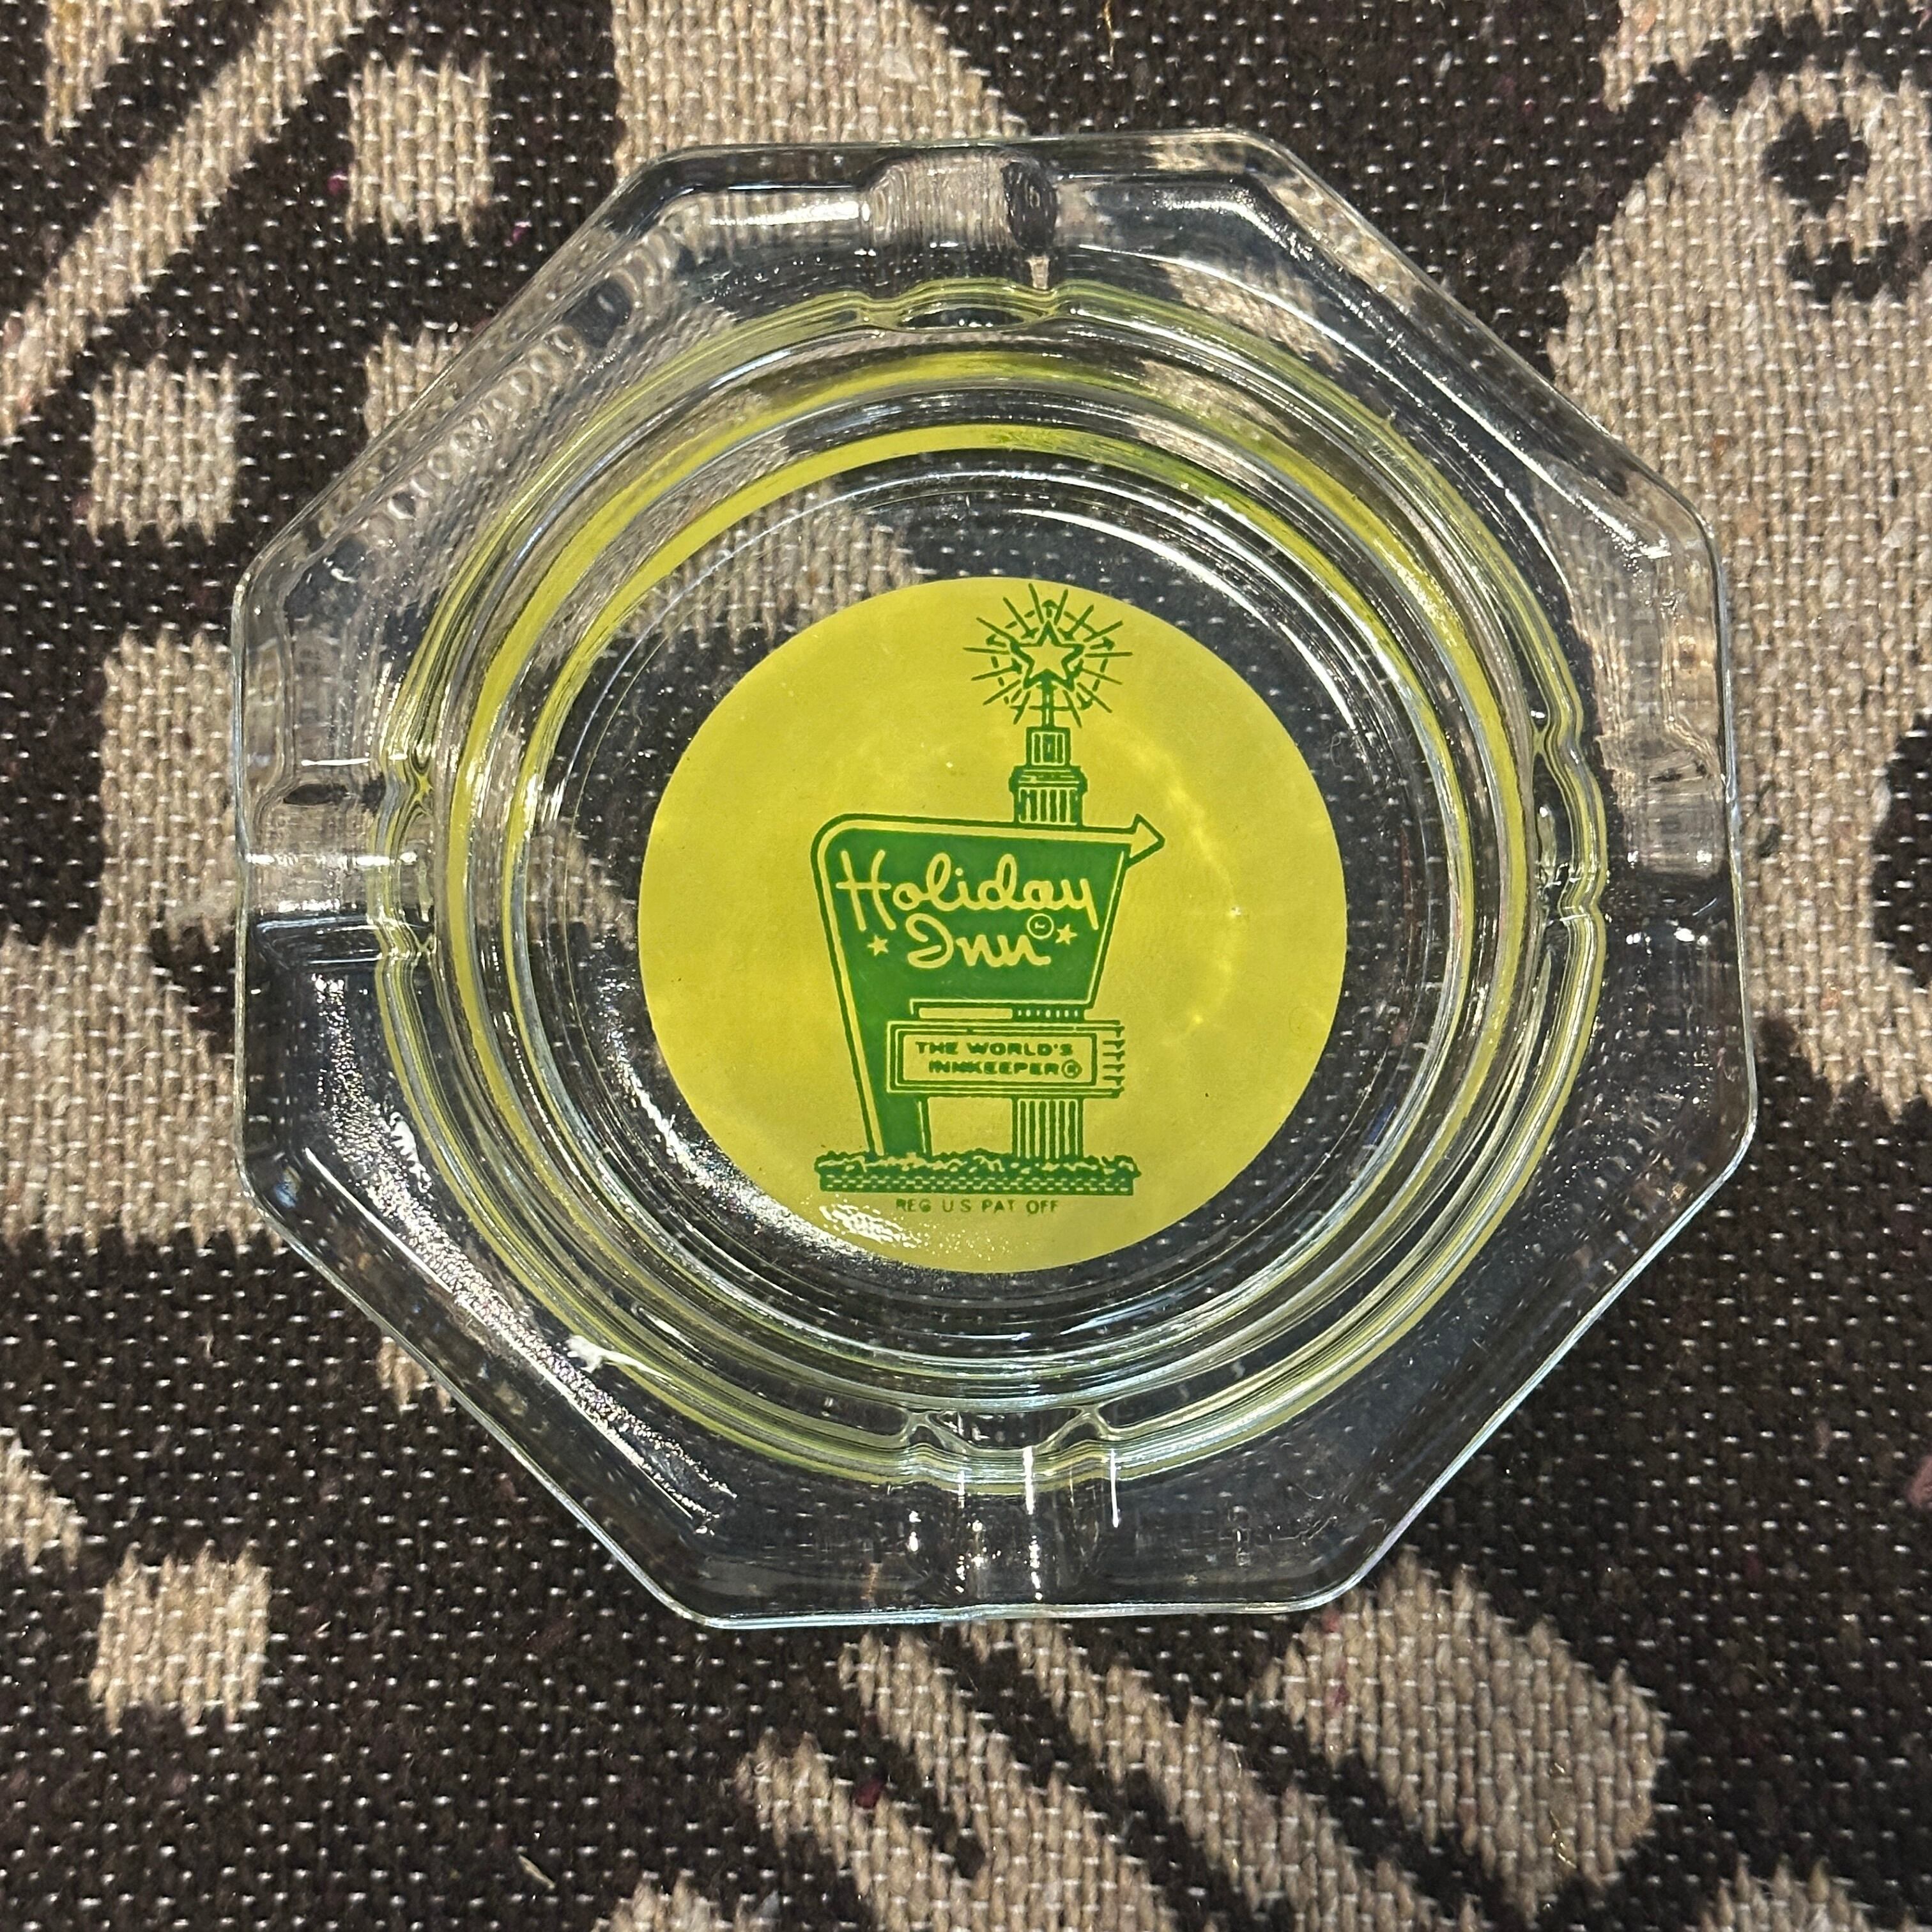 Holiday
Inn
THE WORLD'S
INNKEEPER®
REG U S PAT OFF